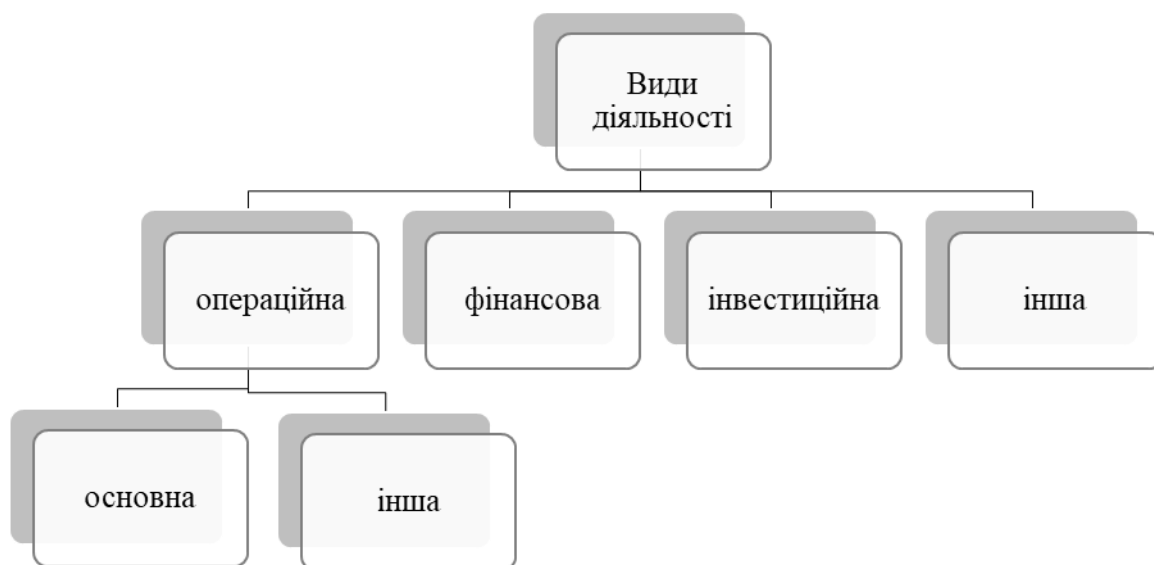 Види
діяльності
операційна
фінансова
інвестиційна
інша
основна
інша